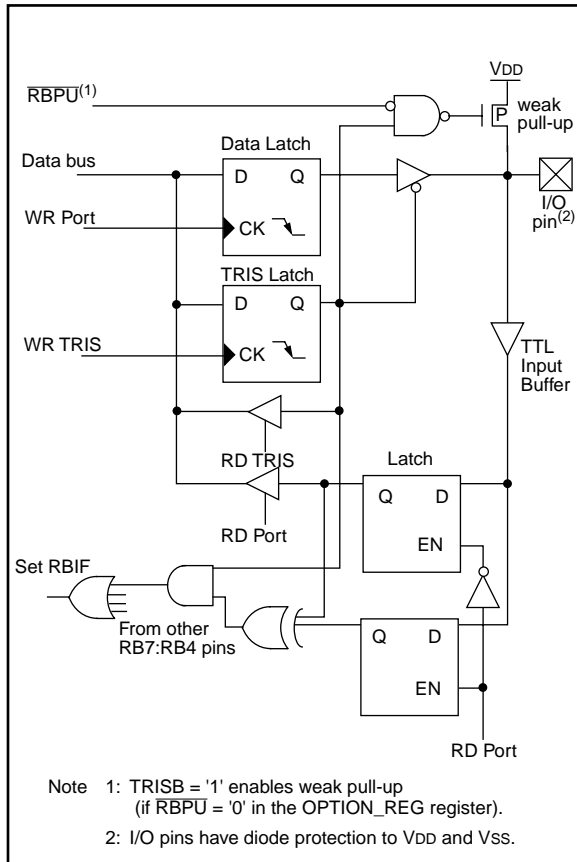 VDD
RBPU(1)
P
weak
pull-up
Data Latch
Data bus
D Q
I/O
pin(2)
WR Port
CK
TRIS Latch
D Q
WR TRIS
CK
TTL
Input
Buffer
RD TRIS
Latch
Q D
RD Port
EN
Set RBIF
From other
RB7:RB4 pins
Q D
EN
RD Port
Note 1: TRISB = '1' enables weak pull-up
(if RBPU = '0' in the OPTION_REG register).
2: I/O pins have diode protection to VDD and VSS.